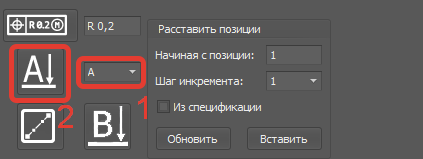 R 0.2 M
R 0,2
Расставить позиции
A
A
Начиная с позиции: 1
Шаг инкремента: 1
2
1
Из спецификации
B
Обновить
Вставить